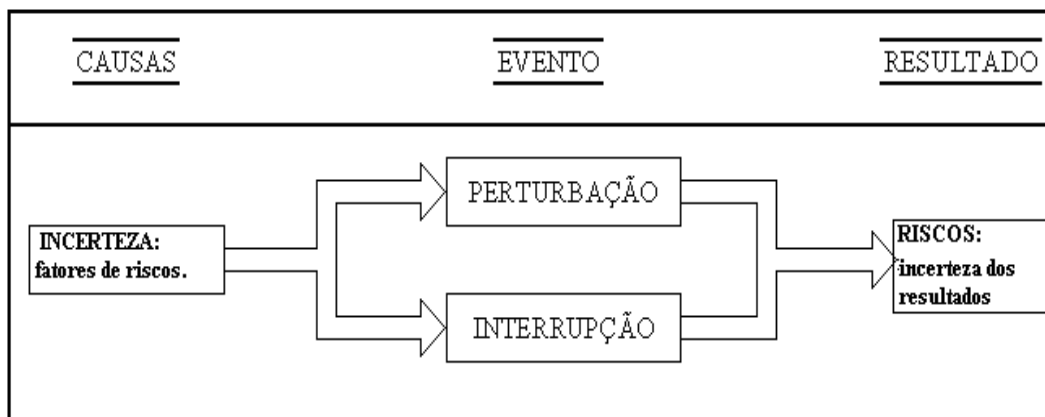 CAUSAS
EVENTO
RESULTADO
PERTURBAÇÃO
INCERTEZA:
fatores de riscos.
RISCOS:
incerteza dos
resultados
INTERRUPÇÃO